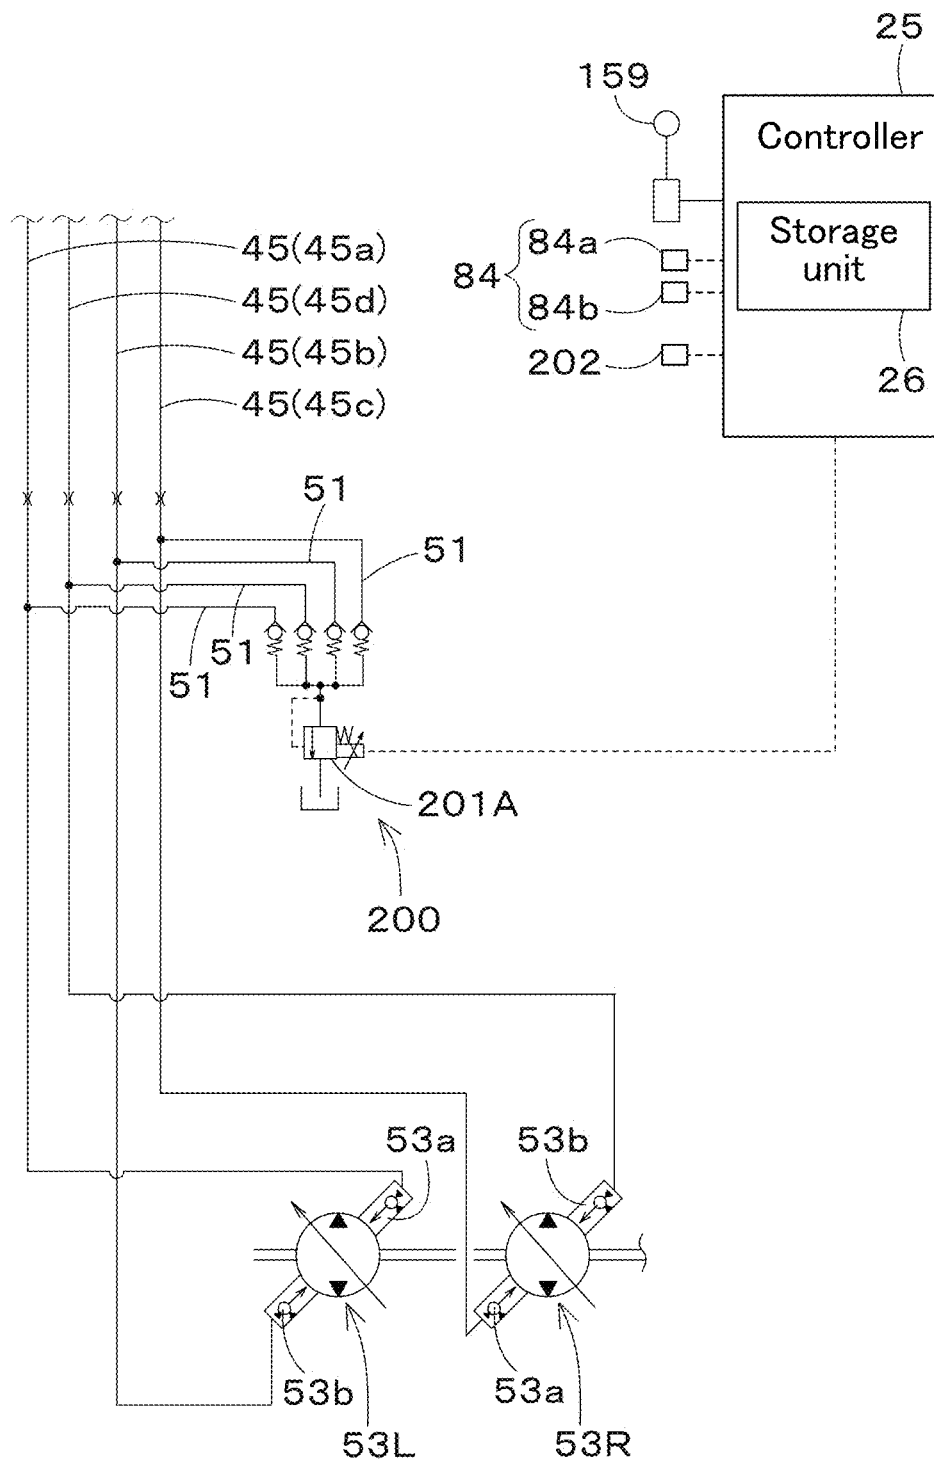 25
159
Controller
45(45a)
84a
Storage
unit
84
45(45d)
84b
45(45b)
202
26
45(45c)
51
51
51
51
201A
200
53a
53b
53b
53a
53L
53R